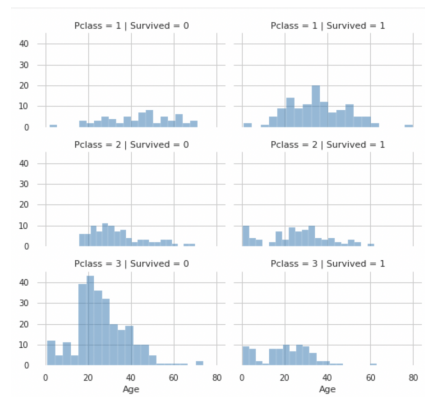 Pclass = 1 | Survived = 0
Pclass = 1 | Survived = 1
40
30
20
10
0
Pclass = 2 | Survived = 0
Pclass = 2 | Survived = 1
40
30
20
10
0
Pclass = 3 | Survived = 0
Pclass = 3 | Survived = 1
40
30
20
10
0
0 20 40 60 80
0 20 40 60 80
Age
Age